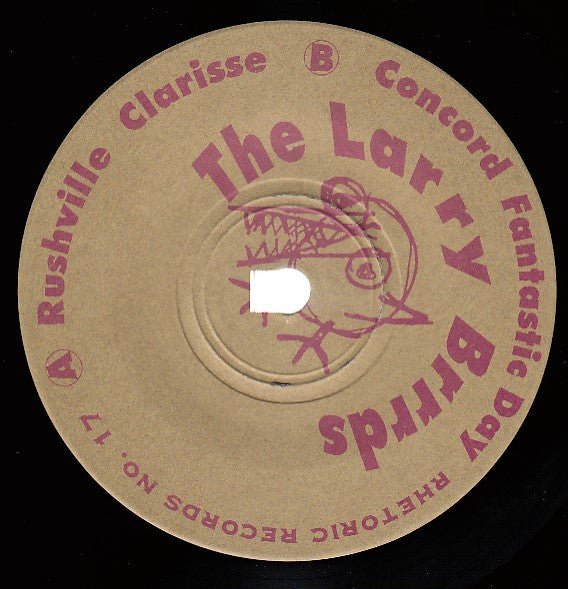 The Larry Brrrds
A Rushville Clarisse
B Concord Fantastic Day
RHETORIC RECORDS NO. 17